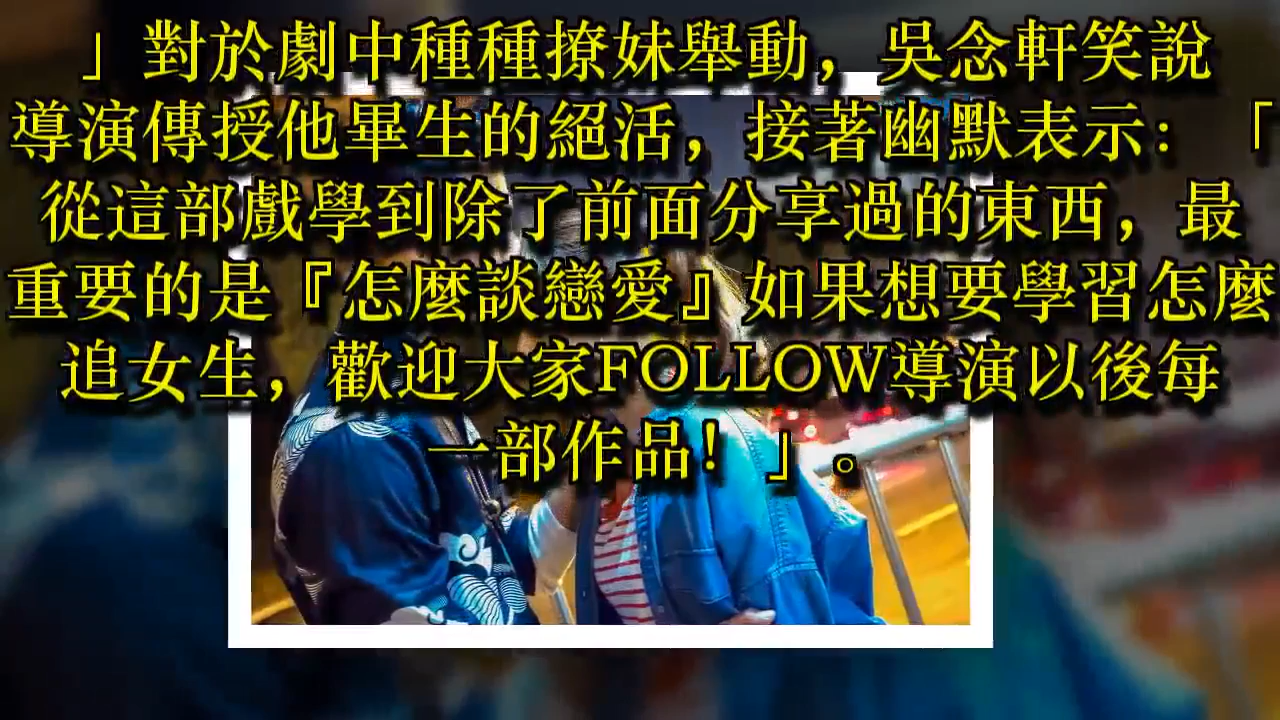 」對於劇中種種撩妹舉動，吳念軒笑說
導演傳授他畢生的絕活，接著幽默表示：「
從這部戲學到除了前面分享過的東西，最
重要的是『怎麼談戀愛』如果想要學習怎麼
追女生，歡迎大家FOLLOW導演以後每
一部作品！」。